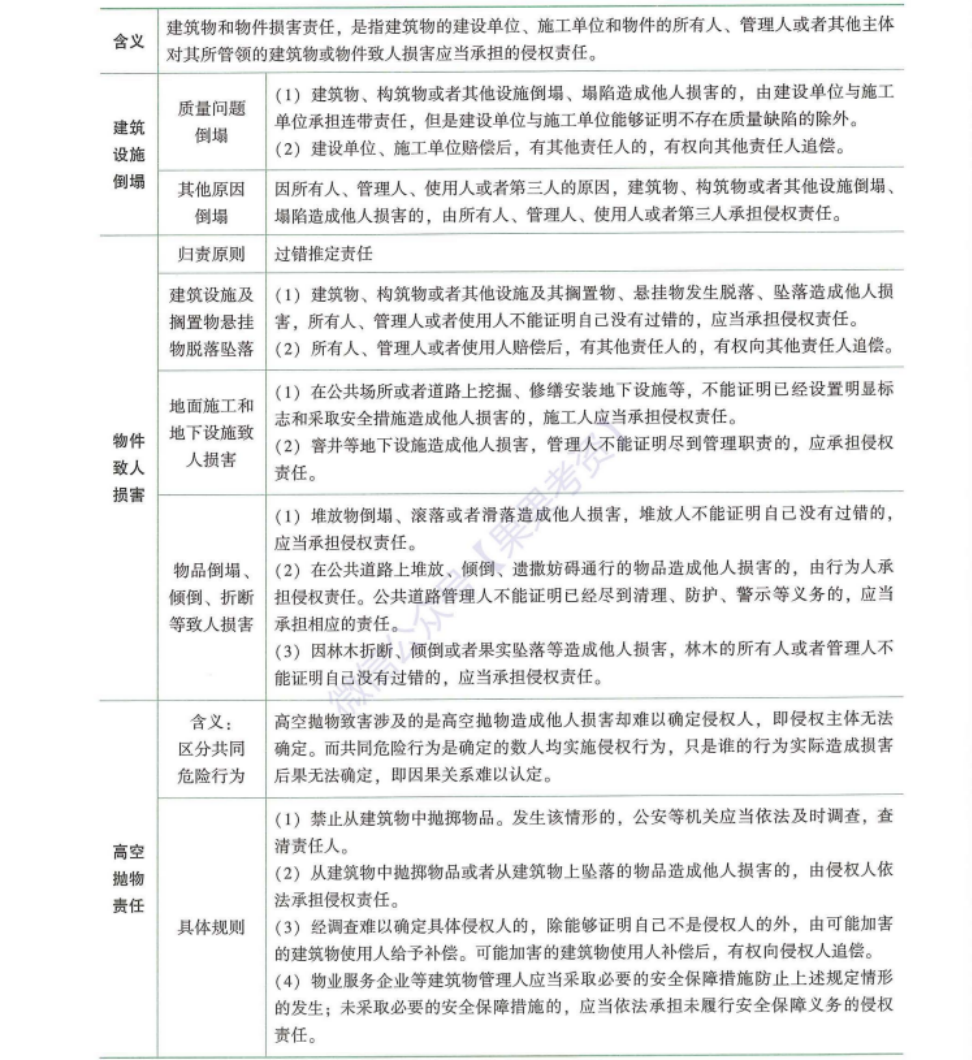 含义
建筑物和物件损害责任，是指建筑物的建设单位、施工单位和物件的所有人、管理人或者其他主体
对其所管领的建筑物或物件致人损害应当承担的侵权责任。
建筑
设施
倒塌
质量问题
倒塌
（1）建筑物、构筑物或者其他设施倒塌、塌陷造成他人损害的，由建设单位与施工
单位承担连带责任，但是建设单位与施工单位能够证明不存在质量缺陷的除外。
（2）建设单位、施工单位赔偿后，有其他责任人的，有权向其他责任人追偿。
其他原因
倒塌
因所有人、管理人、使用人或者第三人的原因，建筑物、构筑物或者其他设施倒塌、
塌陷造成他人损害的，由所有人、管理人、使用人或者第三人承担侵权责任。
物件
致人
损害
归责原则
过错推定责任
建筑设施及
搁置物悬挂
物脱落坠落
（1）建筑物、构筑物或者其他设施及其搁置物、悬挂物发生脱落、坠落造成他人损
害，所有人、管理人或者使用人不能证明自己没有过错的，应当承担侵权责任。
（2）所有人、管理人或者使用人赔偿后，有其他责任人的，有权向其他责任人追偿。
地面施工和
地下设施致
人损害
（1）在公共场所或者道路上挖掘、修缮安装地下设施等，不能证明已经设置明显标
志和采取安全措施造成他人损害的，施工人应当承担侵权责任。
（2）窨井等地下设施造成他人损害，管理人不能证明尽到管理职责的，应承担侵权
责任。
物品倒塌、
倾倒、折断
等致人损害
（1）堆放物倒塌、滚落或者滑落造成他人损害，堆放人不能证明自己没有过错的，
应当承担侵权责任。
（2）在公共道路上堆放、倾倒、遗撒妨碍通行的物品造成他人损害的，由行为人承
担侵权责任。公共道路管理人不能证明已经尽到清理、防护、警示等义务的，应当
承担相应的责任。
（3）因林木折断、倾倒或者果实坠落等造成他人损害，林木的所有人或者管理人不
能证明自己没有过错的，应当承担侵权责任。
高空
抛物
责任
含义：
区分共同
危险行为
高空抛物致害涉及的是高空抛物造成他人损害却难以确定侵权人，即侵权主体无法
确定。而共同危险行为是确定的数人均实施侵权行为，只是谁的行为实际造成损害
后果无法确定，即因果关系难以认定。
具体规则
（1）禁止从建筑物中抛掷物品。发生该情形的，公安等机关应当依法及时调查，查
清责任人。
（2）从建筑物中抛掷物品或者从建筑物上坠落的物品造成他人损害的，由侵权人依
法承担侵权责任。
（3）经调查难以确定具体侵权人的，除能够证明自己不是侵权人的外，由可能加害
的建筑物使用人给予补偿。可能加害的建筑物使用人补偿后，有权向侵权人追偿。
（4）物业服务企业等建筑物管理人应当采取必要的安全保障措施防止上述规定情形
的发生；未采取必要的安全保障措施的，应当依法承担未履行安全保障义务的侵权
责任。
微信公众号【果果考资】